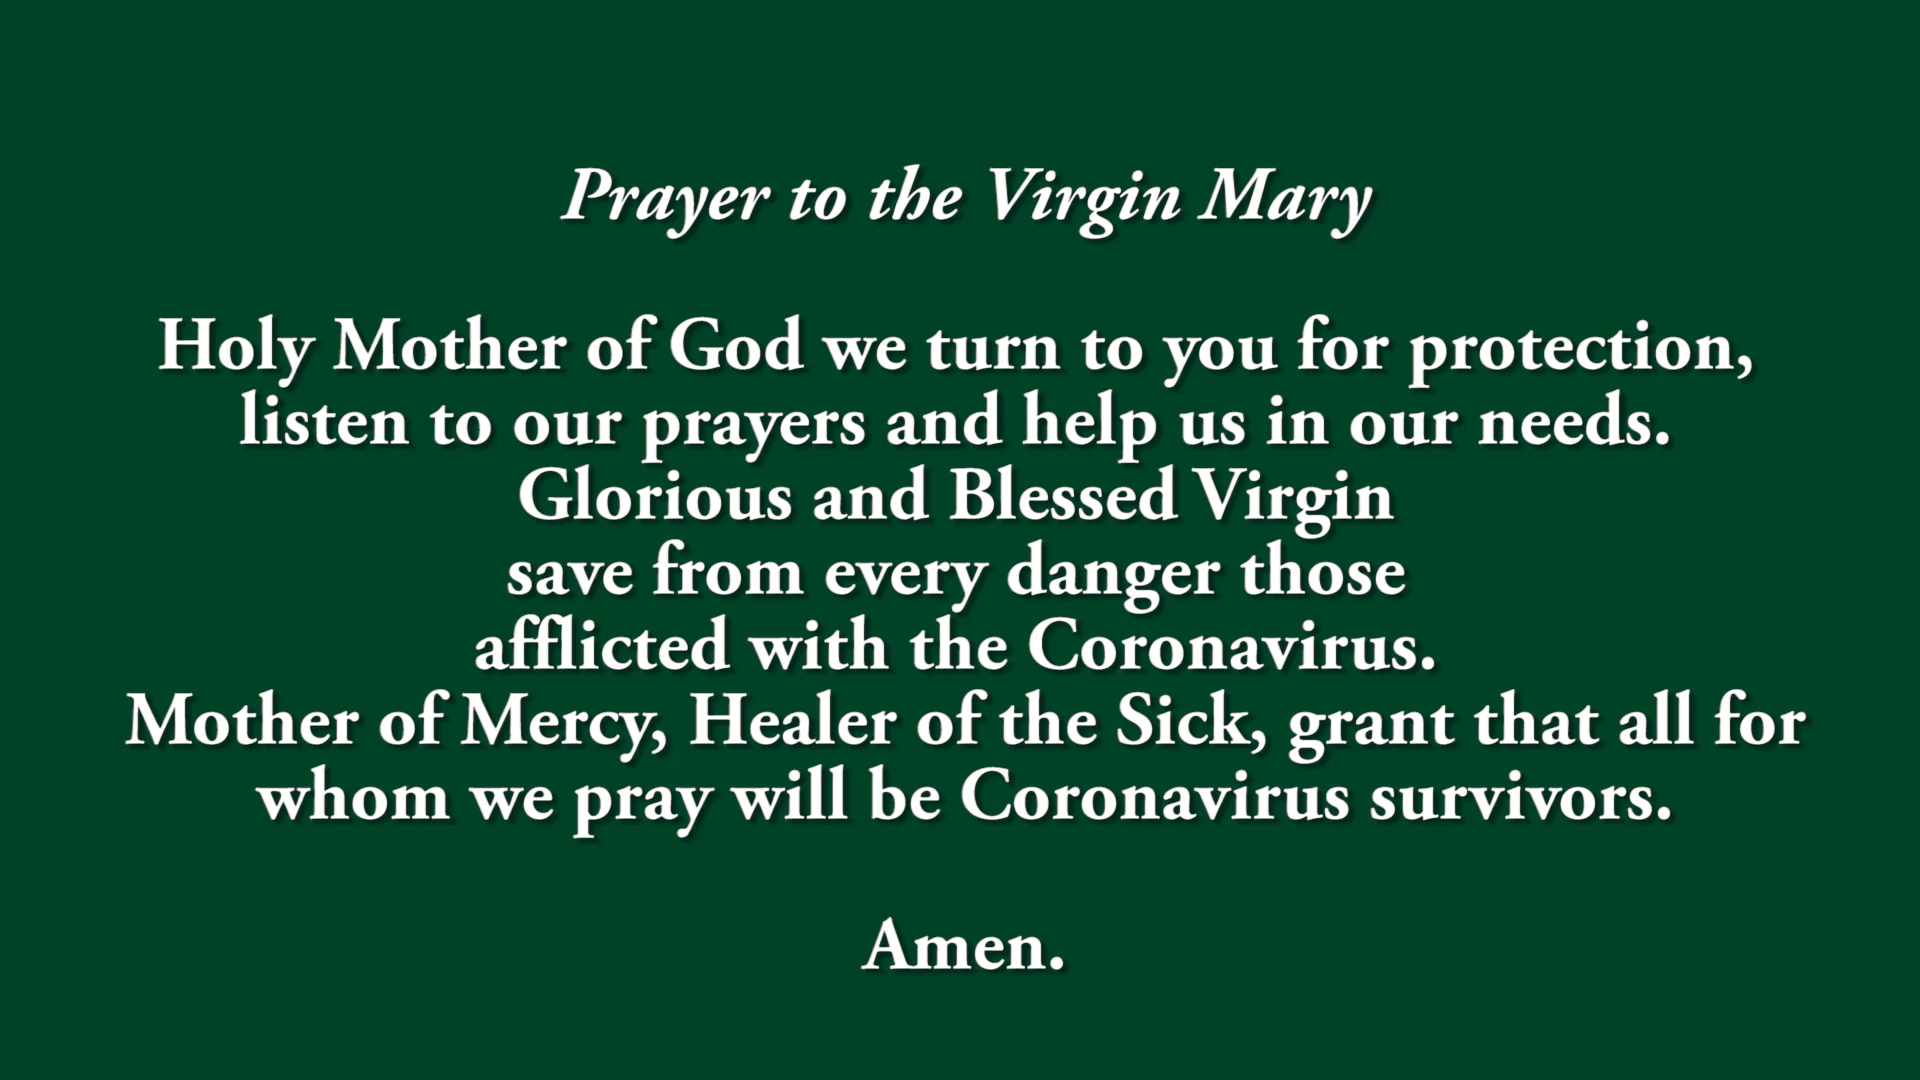 Prayer to the Virgin Mary
Holy Mother of God we turn to you for protection,
listen to our prayers and help us in our needs.
Glorious and Blessed Virgin
save from every danger those
afflicted with the Coronavirus.
Mother of Mercy, Healer of the Sick, grant that all for
whom we pray will be Coronavirus survivors.
Amen.